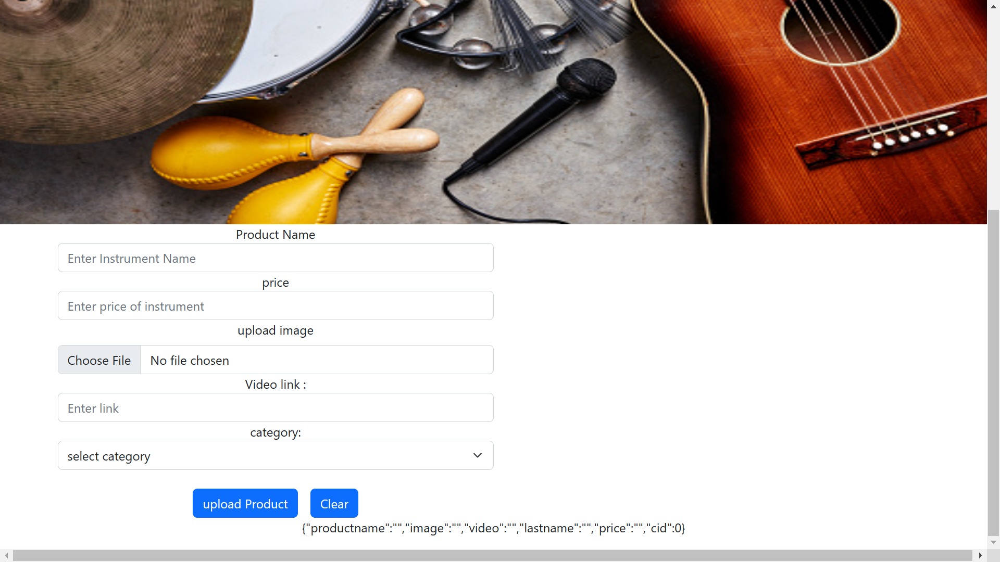 Product Name
Enter Instrument Name
price
Enter price of instrument
upload image
Choose File No file chosen
Video link :
Enter link
category:
select category
upload Product Clear
{"productname":"","image":"","video":"","lastname":"","price":"","cid":0}